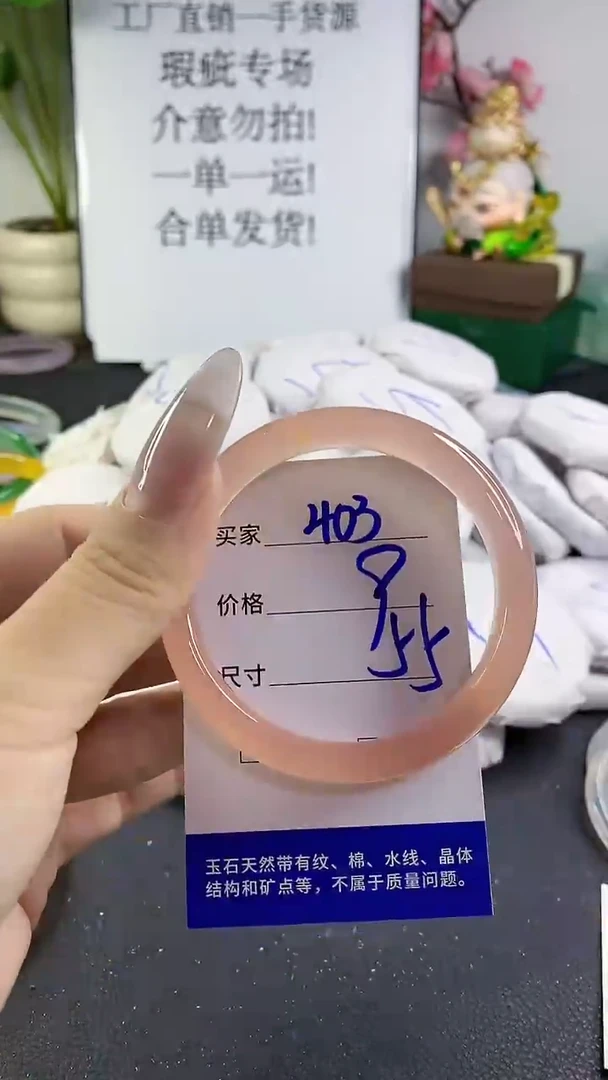 工厂直销一手货源
瑕疵专场
介意勿拍!
一单一运!
合单发货!
买家 403
价格
尺寸 55
玉石天然带有纹、棉、水线、晶体
结构和矿点等，不属于质量问题。